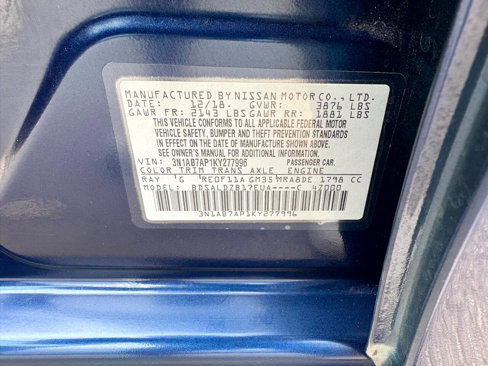 MANUFACTURED BY NISSAN MOTOR CO., LTD.
DATE: 12/18. GVWR: 3876 LBS
GAWR FR: 2143 LBS GAWR RR: 1881 LBS
THIS VEHICLE CONFORMS TO ALL APPLICABLE FEDERAL MOTOR
VEHICLE SAFETY, BUMPER AND THEFT PREVENTION STANDARDS
IN EFFECT ON THE DATE OF MANUFACTURE SHOWN ABOVE.
SEE OWNER'S MANUAL FOR ADDITIONAL INFORMATION.
VIN: 3N1AB7AP1KY277996 PASSENGER CAR.
COLOR TRIM TRANS AXLE ENGINE
RAY G RE0F11A GM35 MRA8DE 1798 CC
MODEL: BDSALDZB17EUA----C 47000
3N1AB7AP1KY277996